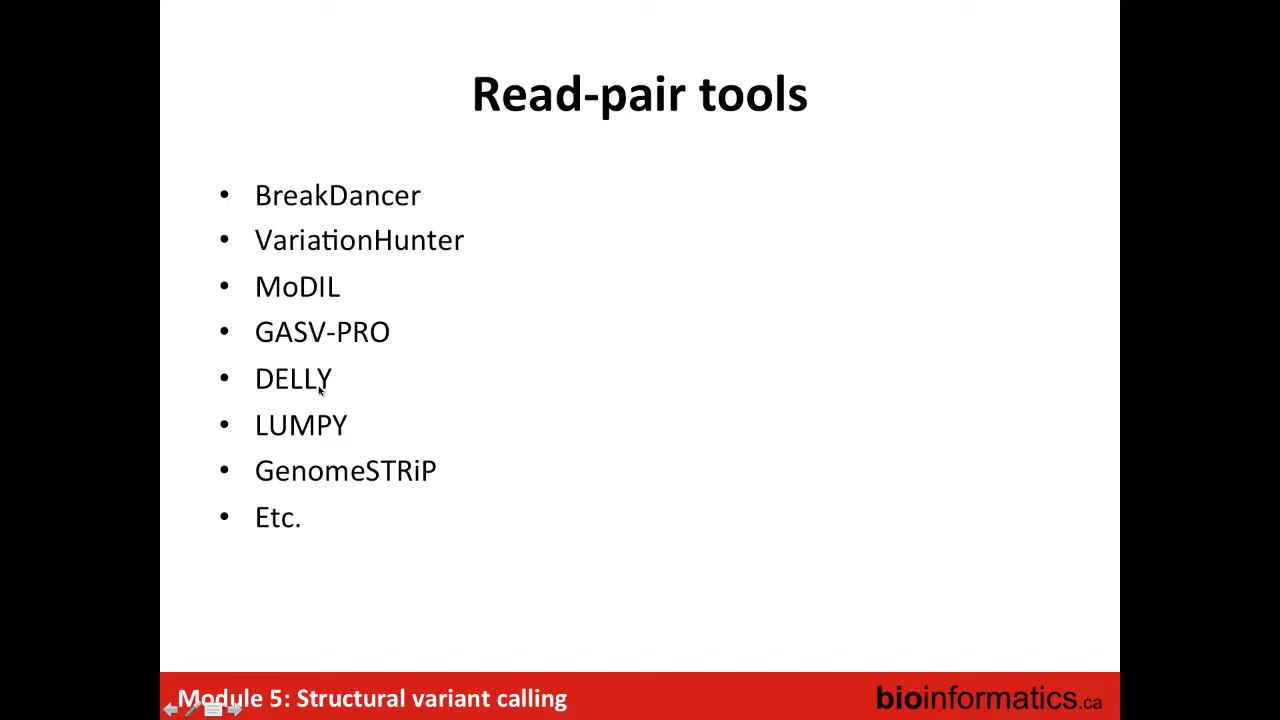 Read-pair tools
• BreakDancer
• VariationHunter
• MoDIL
• GASV-PRO
• DELLY
• LUMPY
• GenomeSTRiP
• Etc.
Module 5: Structural variant calling
bioinformatics.ca